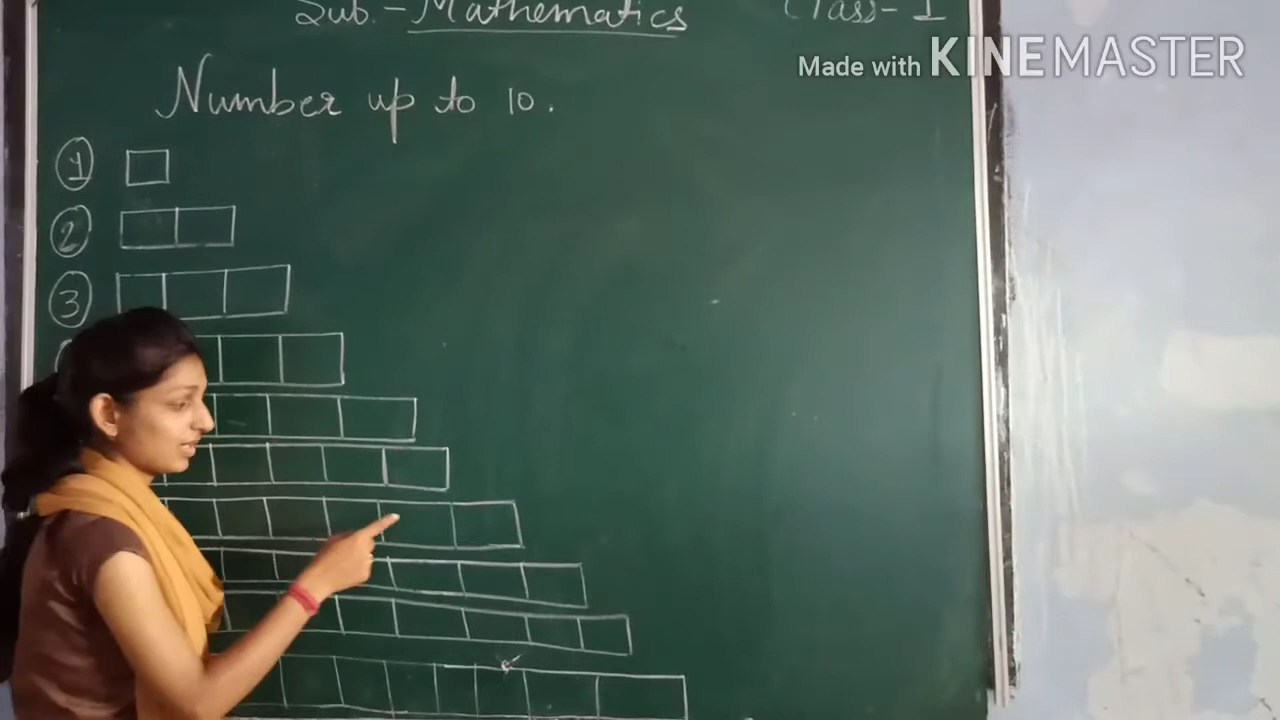 Sub. - Mathematics Class - I
Made with KINEMASTER
Number up to 10.
1
2
3